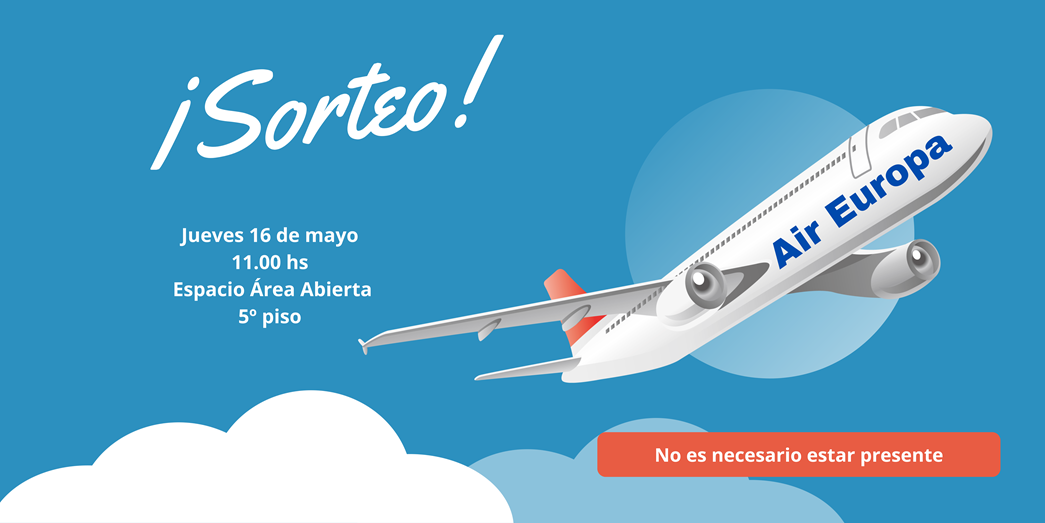 ¡Sorteo!
Jueves 16 de mayo
11.00 hs
Espacio Área Abierta
5º piso
Air Europa
No es necesario estar presente